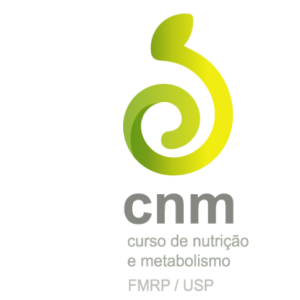 cnm
curso de nutrição
e metabolismo
FMRP / USP